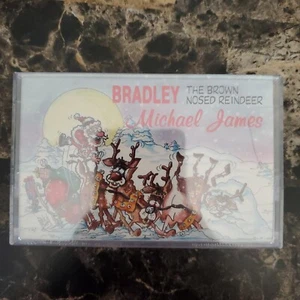 BRADLEY THE BROWN
NOSED REINDEER
Michael James